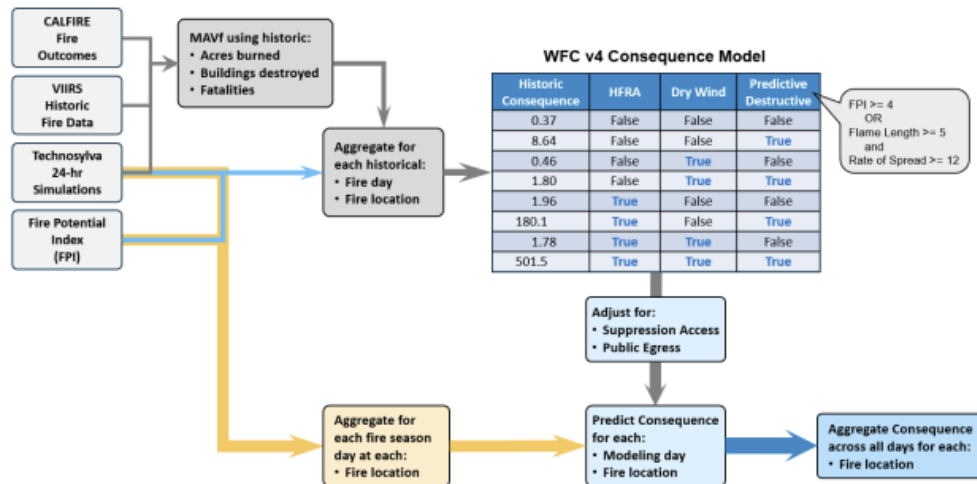 CALFIRE
Fire
Outcomes
VIIRS
Historic
Fire Data
Technosylva
24-hr
Simulations
Fire Potential
Index
(FPI)
MAVf using historic:
• Acres burned
• Buildings destroyed
• Fatalities
Aggregate for
each historical:
• Fire day
• Fire location
WFC v4 Consequence Model
Historic Consequence HFRA Dry Wind Predictive Destructive
0.37 False False False
8.64 False False True
0.46 False True False
1.80 False True True
1.96 True False False
180.1 True False True
1.78 True True False
501.5 True True True
FPI >= 4
OR
Flame Length >= 5
and
Rate of Spread >= 12
Adjust for:
• Suppression Access
• Public Egress
Aggregate for
each fire season
day at each:
• Fire location
Predict Consequence
for each:
• Modeling day
• Fire location
Aggregate Consequence
across all days for each:
• Fire location